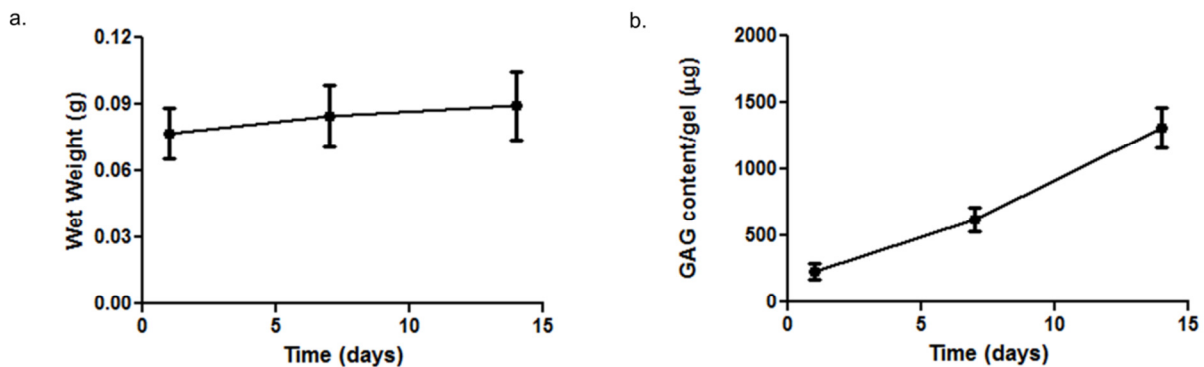 a.
0.12
0.09
0.06
0.03
0.00
Wet Weight (g)
0 5 10 15
Time (days)
b.
2000
1500
1000
500
0
GAG content/gel (µg)
0 5 10 15
Time (days)